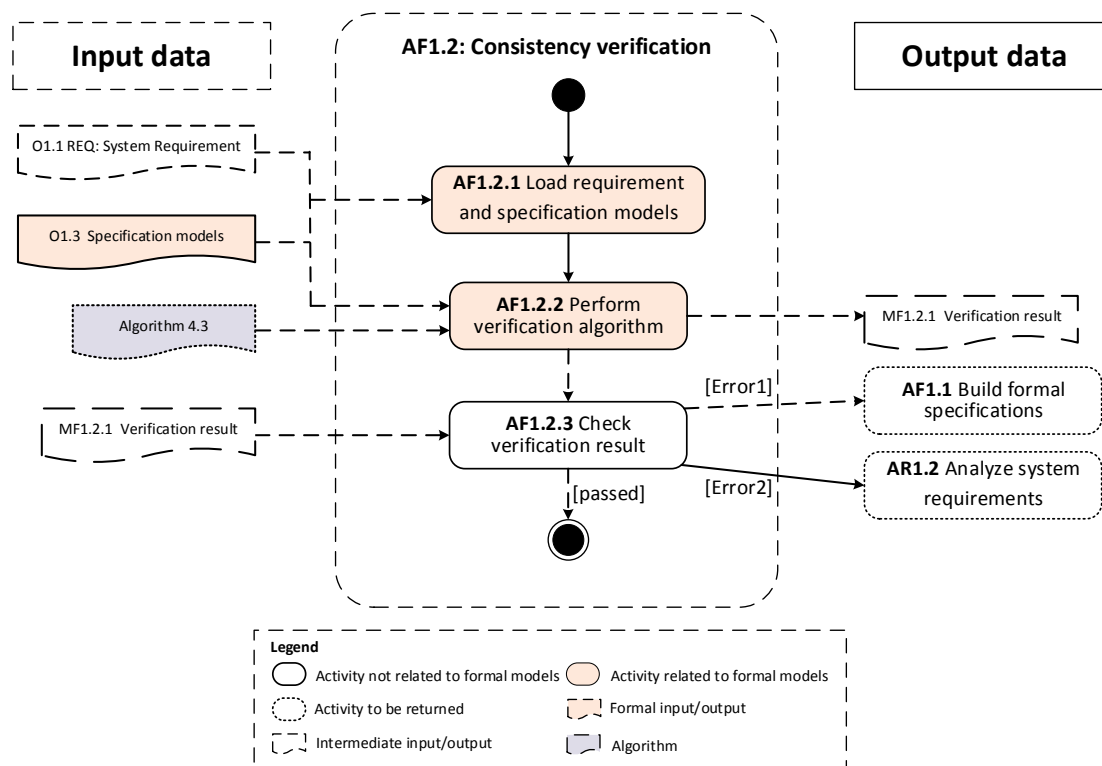 Input data
AF1.2: Consistency verification
Output data
O1.1 REQ: System Requirement
AF1.2.1 Load requirement
and specification models
O1.3 Specification models
AF1.2.2 Perform
verification algorithm
Algorithm 4.3
MF1.2.1 Verification result
[Error1]
AF1.1 Build formal
specifications
MF1.2.1 Verification result
AF1.2.3 Check
verification result
[Error2]
AR1.2 Analyze system
requirements
[passed]
Legend
Activity not related to formal models
Activity related to formal models
Activity to be returned
Formal input/output
Intermediate input/output
Algorithm